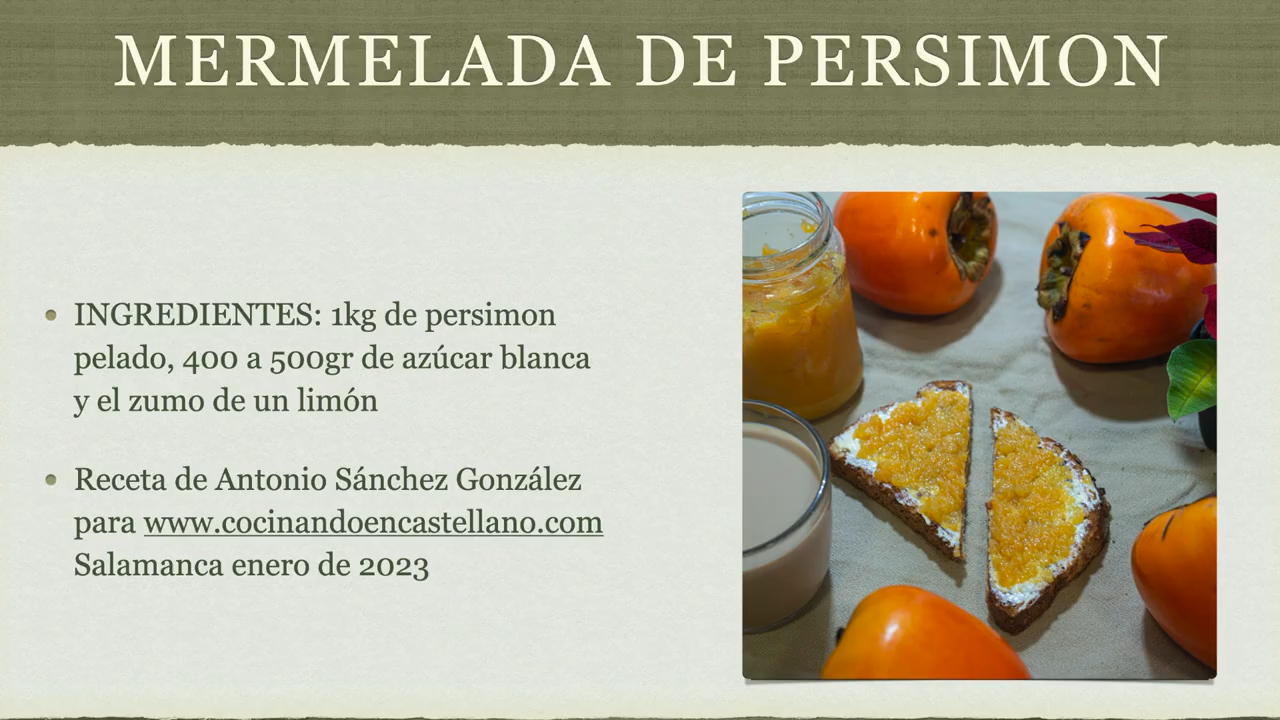 MERMELADA DE PERSIMON
• INGREDIENTES: 1kg de persimon
pelado, 400 a 500gr de azúcar blanca
y el zumo de un limón
• Receta de Antonio Sánchez González
para www.cocinandoencastellano.com
Salamanca enero de 2023